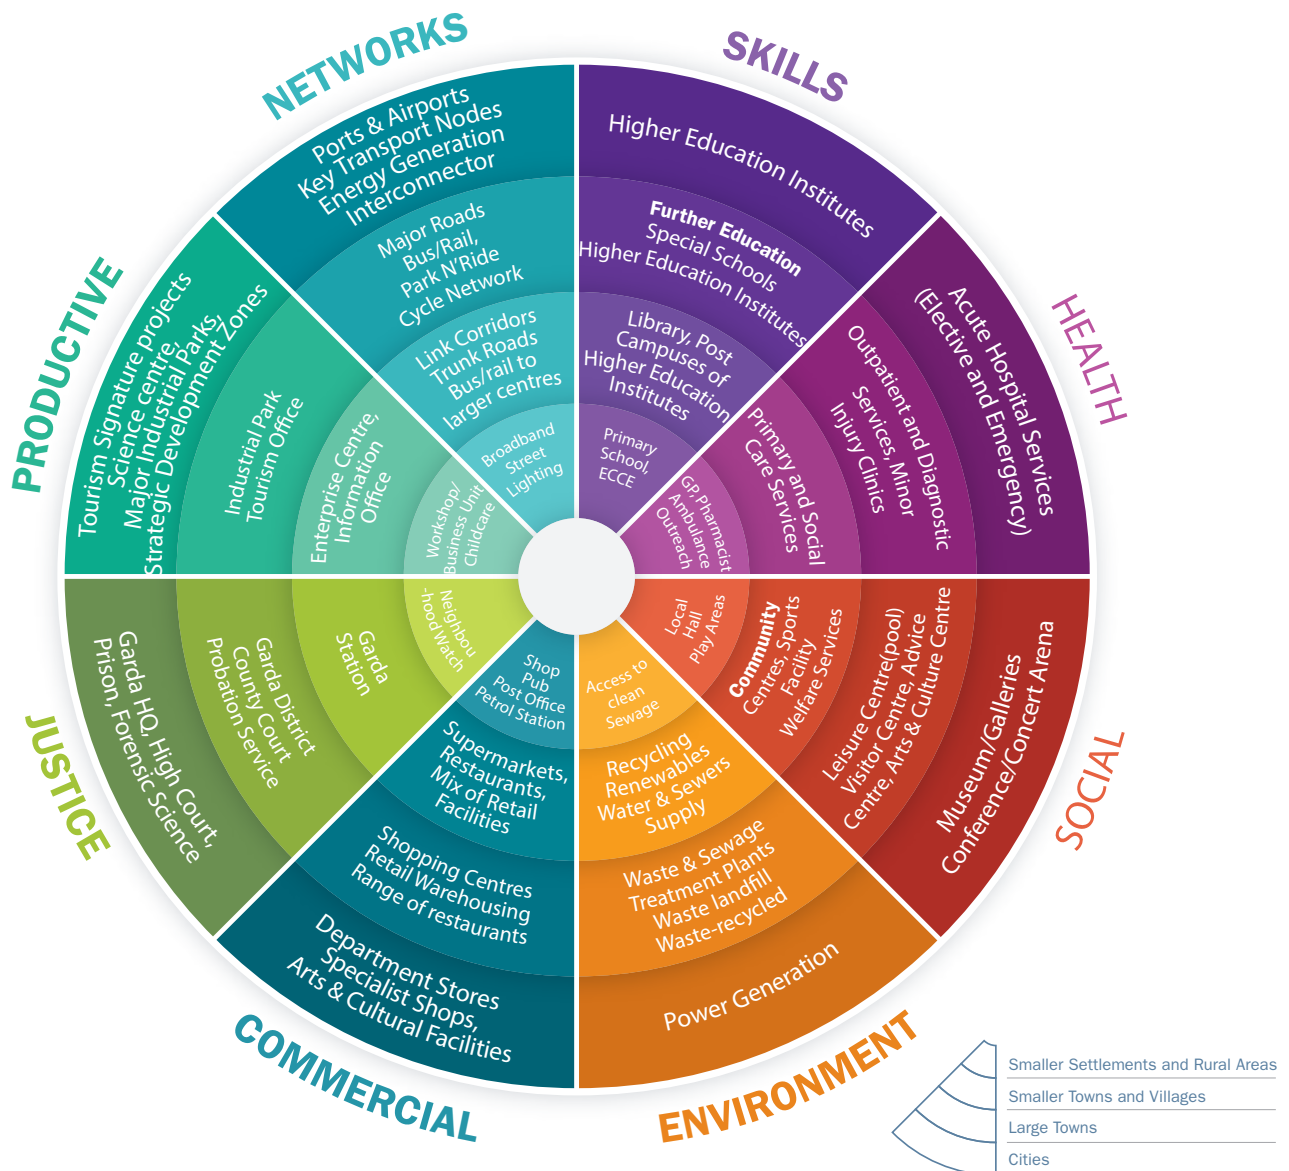 NETWORKS
Ports & Airports
Key Transport Nodes
Energy Generation
Interconnector
Major Roads
Bus/Rail,
Park N'Ride
Cycle Network
Link Corridors
Trunk Roads
Bus/rail to
larger centres
Broadband
Street
Lighting
SKILLS
Higher Education Institutes
Further Education
Special Schools
Higher Education Institutes
Library, Post
Campuses of
Higher Education
Institutes
Primary
School,
ECCE
HEALTH
Acute Hospital Services
(Elective and Emergency)
Outpatient and Diagnostic
Services, Minor
Injury Clinics
Primary and Social
Care Services
GP, Pharmacist
Ambulance
Outreach
SOCIAL
Museum/Galleries
Conference/Concert Arena
Leisure Centre(pool)
Visitor Centre, Advice
Centre, Arts & Culture Centre
Community
Centres, Sports
Facility
Welfare Services
Local
Hall
Play Areas
ENVIRONMENT
Access to
clean
Sewage
Recycling
Renewables
Water & Sewers
Supply
Waste & Sewage
Treatment Plants
Waste landfill
Waste-recycled
Power Generation
COMMERCIAL
Shop
Pub
Post Office
Petrol Station
Supermarkets,
Restaurants,
Mix of Retail
Facilities
Shopping Centres
Retail Warehousing
Range of restaurants
Department Stores
Specialist Shops,
Arts & Cultural Facilities
JUSTICE
Neighbou
-hood Watch
Garda
Station
Garda District
County Court
Probation Service
Garda HQ, High Court,
Prison, Forensic Science
PRODUCTIVE
Tourism Signature projects
Science centre,
Major Industrial Parks,
Strategic Development Zones
Industrial Park
Tourism Office
Enterprise Centre,
Information
Office
Workshop/
Business Unit
Childcare
Smaller Settlements and Rural Areas
Smaller Towns and Villages
Large Towns
Cities